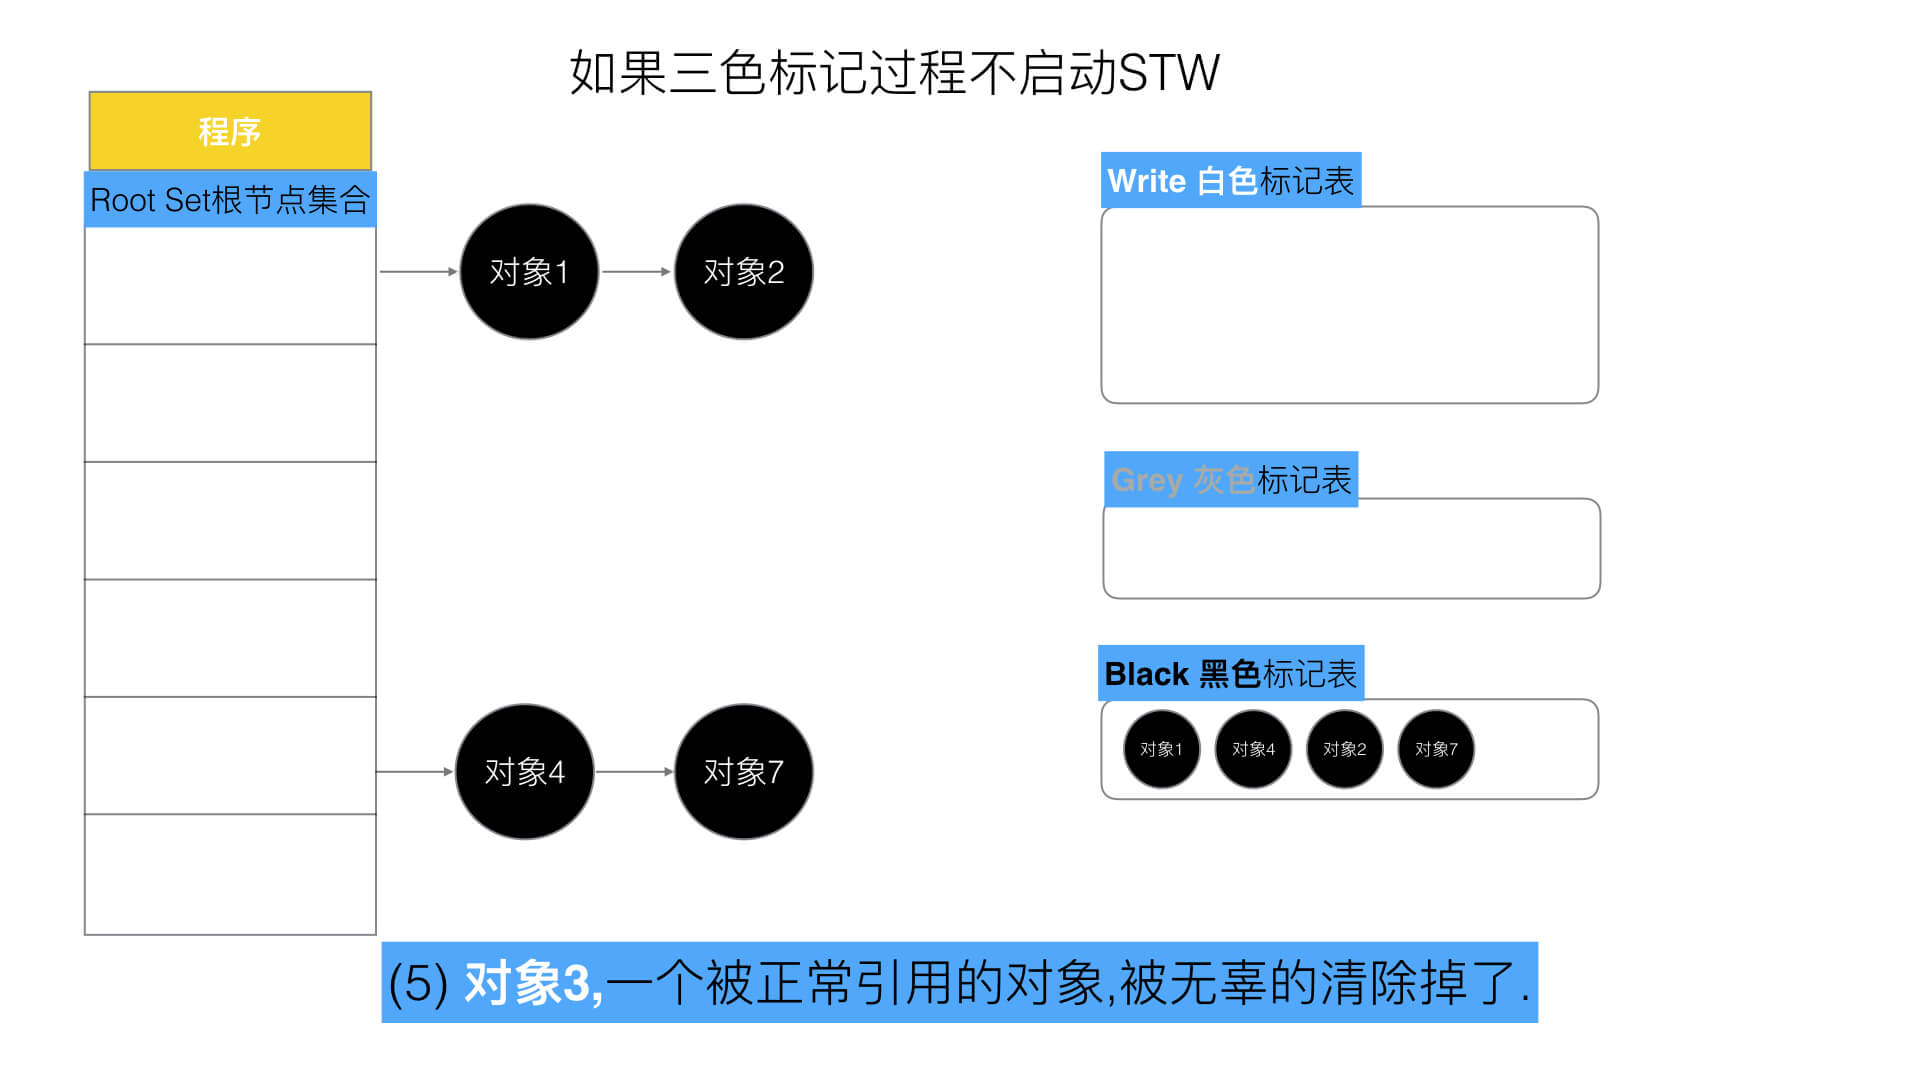 如果三色标记过程不启动STW
程序
Root Set根节点集合
对象1
对象2
对象4
对象7
Write 白色标记表
Grey 灰色标记表
Black 黑色标记表
对象1
对象4
对象2
对象7
(5) 对象3,一个被正常引用的对象,被无辜的清除掉了.